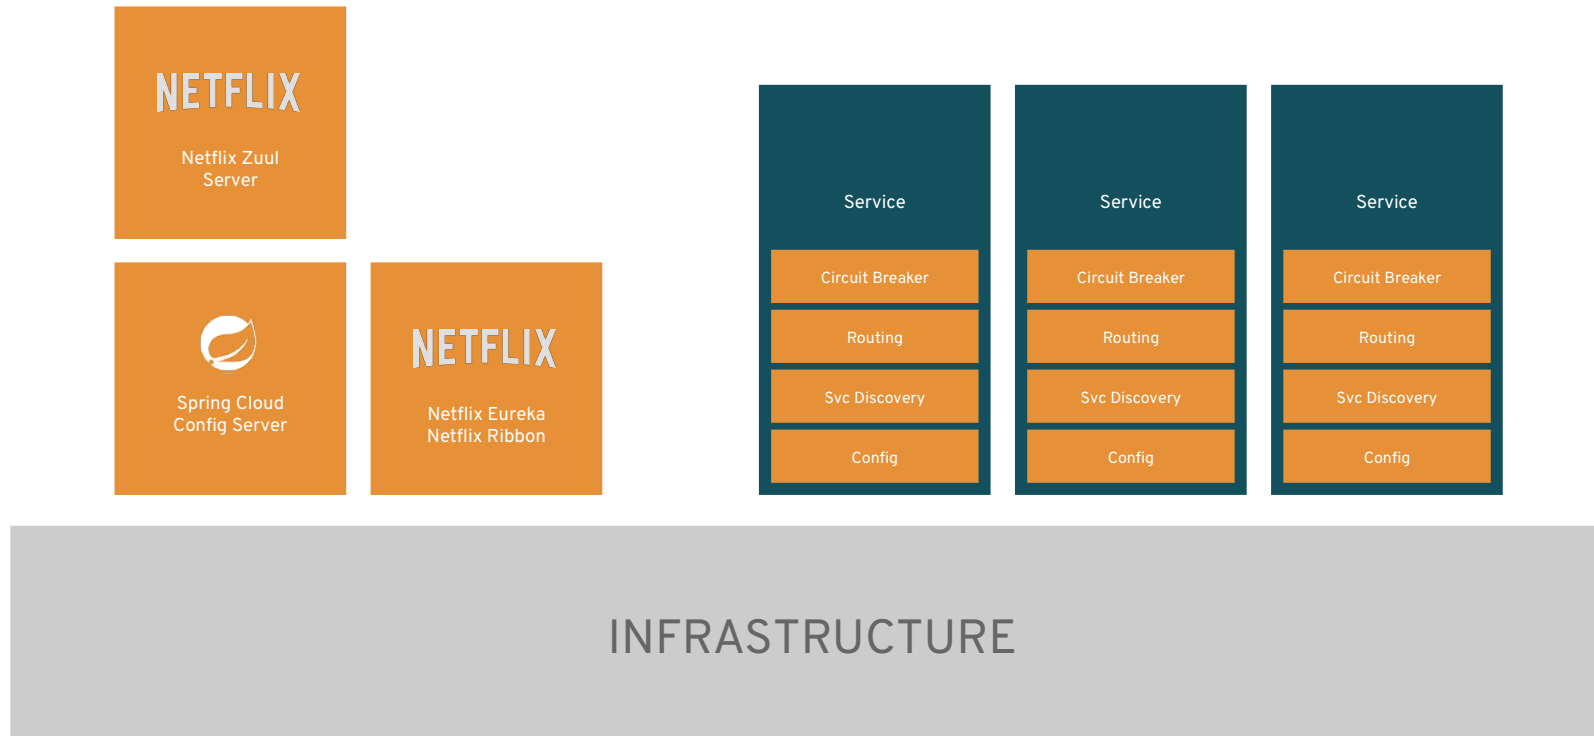 NETFLIX
Netflix Zuul
Server
Spring Cloud
Config Server
NETFLIX
Netflix Eureka
Netflix Ribbon
Service
Circuit Breaker
Routing
Svc Discovery
Config
Service
Circuit Breaker
Routing
Svc Discovery
Config
Service
Circuit Breaker
Routing
Svc Discovery
Config
INFRASTRUCTURE